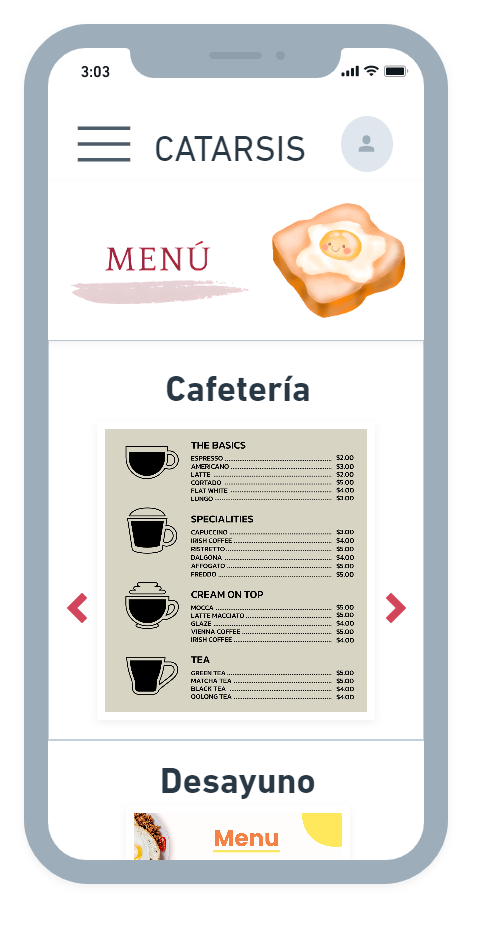 3:03
CATARSIS
MENÚ
Cafetería
THE BASICS
ESPRESSO $2.00
AMERICANO $3.00
LATTE $2.00
CORTADO $5.00
FLAT WHITE $4.00
LUNGO $3.00
SPECIALITIES
CAPUCCINO $3.00
IRISH COFFEE $4.00
RISTRETTO $5.00
DALGONA $4.00
AFFOGATO $5.00
FREDDO $5.00
CREAM ON TOP
MOCCA $5.00
LATTE MACCIATO $5.00
GLAZE $4.00
VIENNA COFFEE $5.00
IRISH COFFEE $4.00
TEA
GREEN TEA $5.00
MATCHA TEA $5.00
BLACK TEA $4.00
OOLONG TEA $4.00
Desayuno
Menu